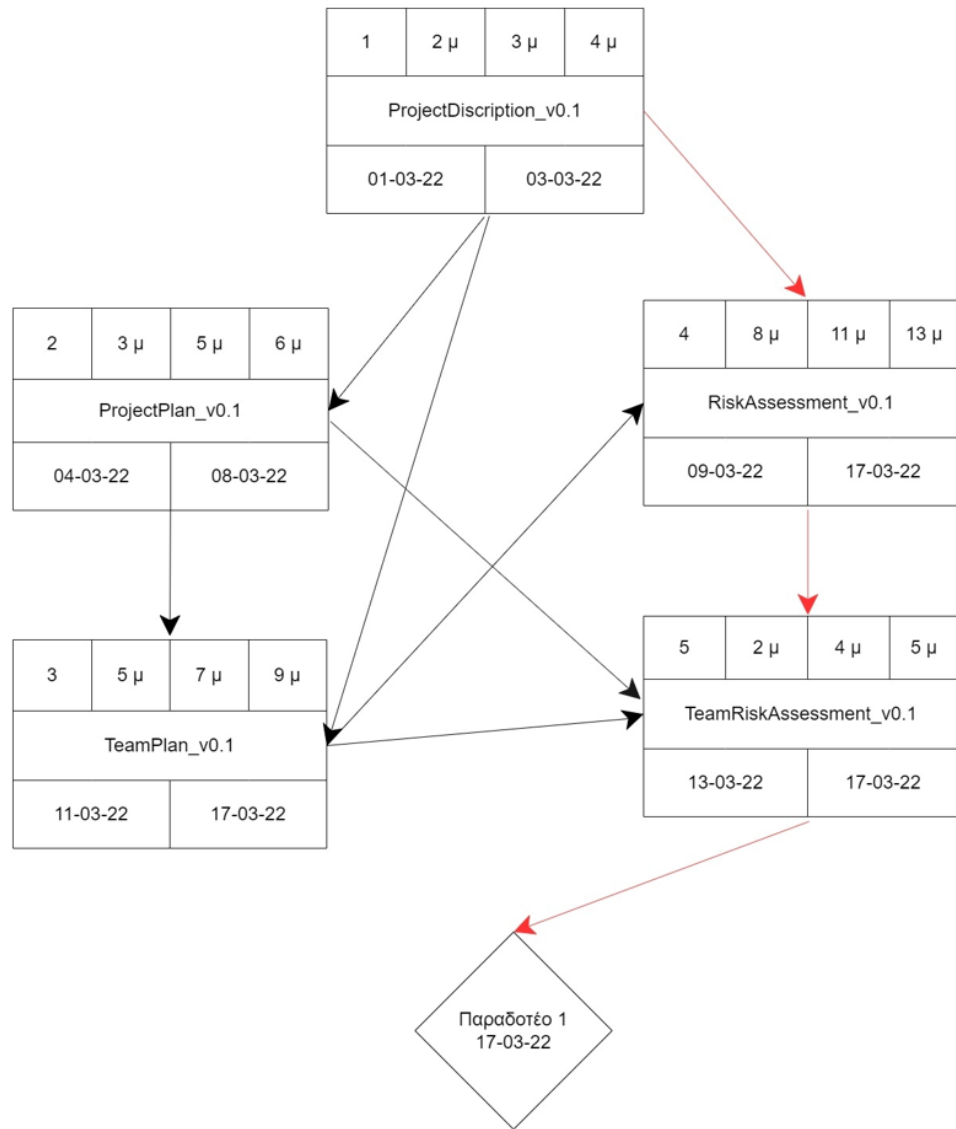 1 2 μ 3 μ 4 μ
ProjectDiscription_v0.1
01-03-22 03-03-22
2 3 μ 5 μ 6 μ
ProjectPlan_v0.1
04-03-22 08-03-22
4 8 μ 11 μ 13 μ
RiskAssessment_v0.1
09-03-22 17-03-22
3 5 μ 7 μ 9 μ
TeamPlan_v0.1
11-03-22 17-03-22
5 2 μ 4 μ 5 μ
TeamRiskAssessment_v0.1
13-03-22 17-03-22
Παραδοτέο 1
17-03-22